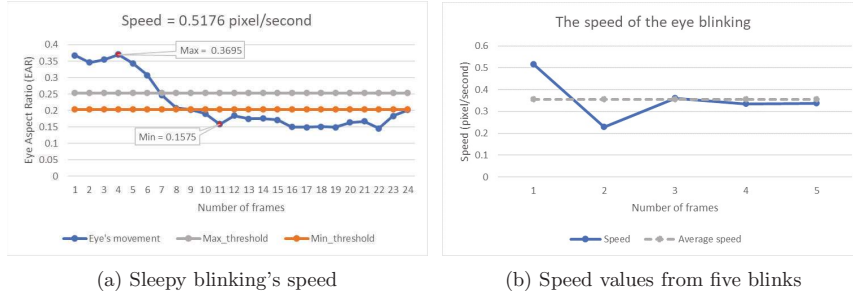 Speed = 0.5176 pixel/second
Eye Aspect Ratio (EAR)
0.45
0.4
0.35
0.3
0.25
0.2
0.15
0.1
0.05
0
Max = 0.3695
Min = 0.1575
1 2 3 4 5 6 7 8 9 10 11 12 13 14 15 16 17 18 19 20 21 22 23 24
Number of frames
Eye's movement Max_threshold Min_threshold
(a) Sleepy blinking's speed
The speed of the eye blinking
Speed (pixel/second)
0.6
0.5
0.4
0.3
0.2
0.1
0
1 2 3 4 5
Number of frames
Speed Average speed
(b) Speed values from five blinks